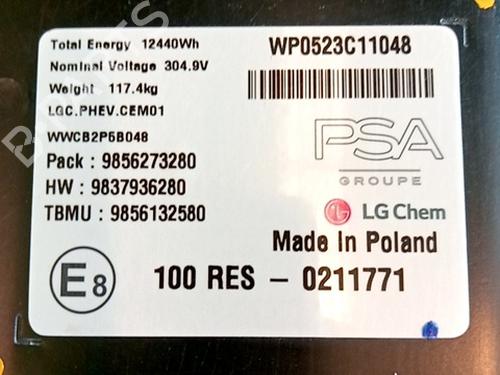 Total Energy 12440Wh
Nominal Voltage 304.9V
Weight 117.4kg
LGC.PHEV.CEM01
WWCB2P6B048
Pack : 9856273280
HW : 9837936280
TBMU : 9856132580
WP0523C11048
PSA
GROUPE
LG LG Chem
Made In Poland
E8 100 RES - 0211771